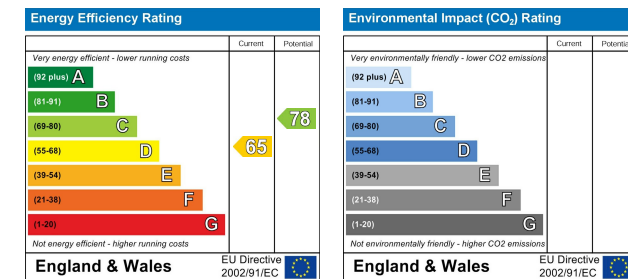 Energy Efficiency Rating
Current Potential
Very energy efficient - lower running costs
(92 plus) A
(81-91) B
(69-80) C
(55-68) D
(39-54) E
(21-38) F
(1-20) G
65
78
Not energy efficient - higher running costs
England & Wales
EU Directive
2002/91/EC
Environmental Impact (CO2) Rating
Current Potentia
Very environmentally friendly - lower CO2 emissions
(92 plus) A
(81-91) B
(69-80) C
(55-68) D
(39-54) E
(21-38) F
(1-20) G
Not environmentally friendly - higher CO2 emissions
England & Wales
EU Directive
2002/91/EC